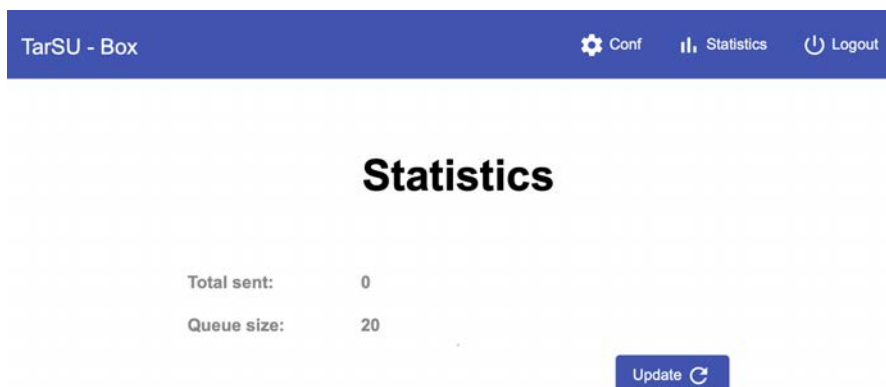 TarSU - Box Conf Statistics Logout
Statistics
Total sent: 0
Queue size: 20
Update